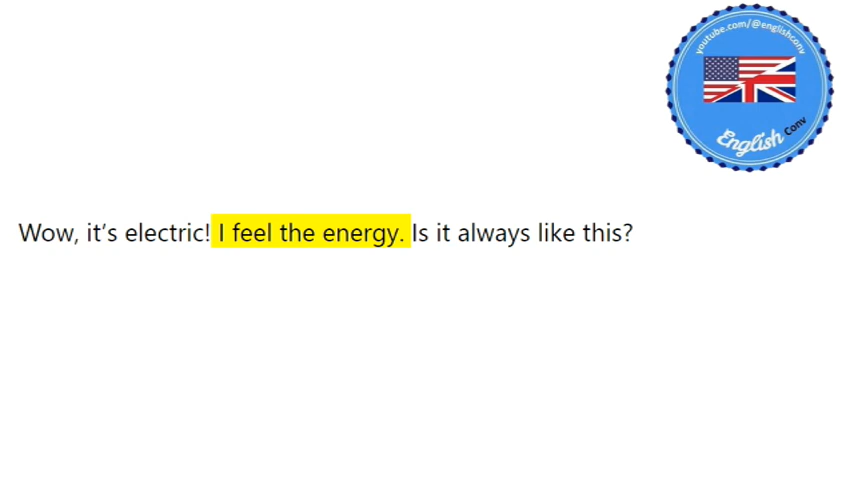 youtube.com/@englishconv
English Conv
Wow, it’s electric! I feel the energy. Is it always like this?